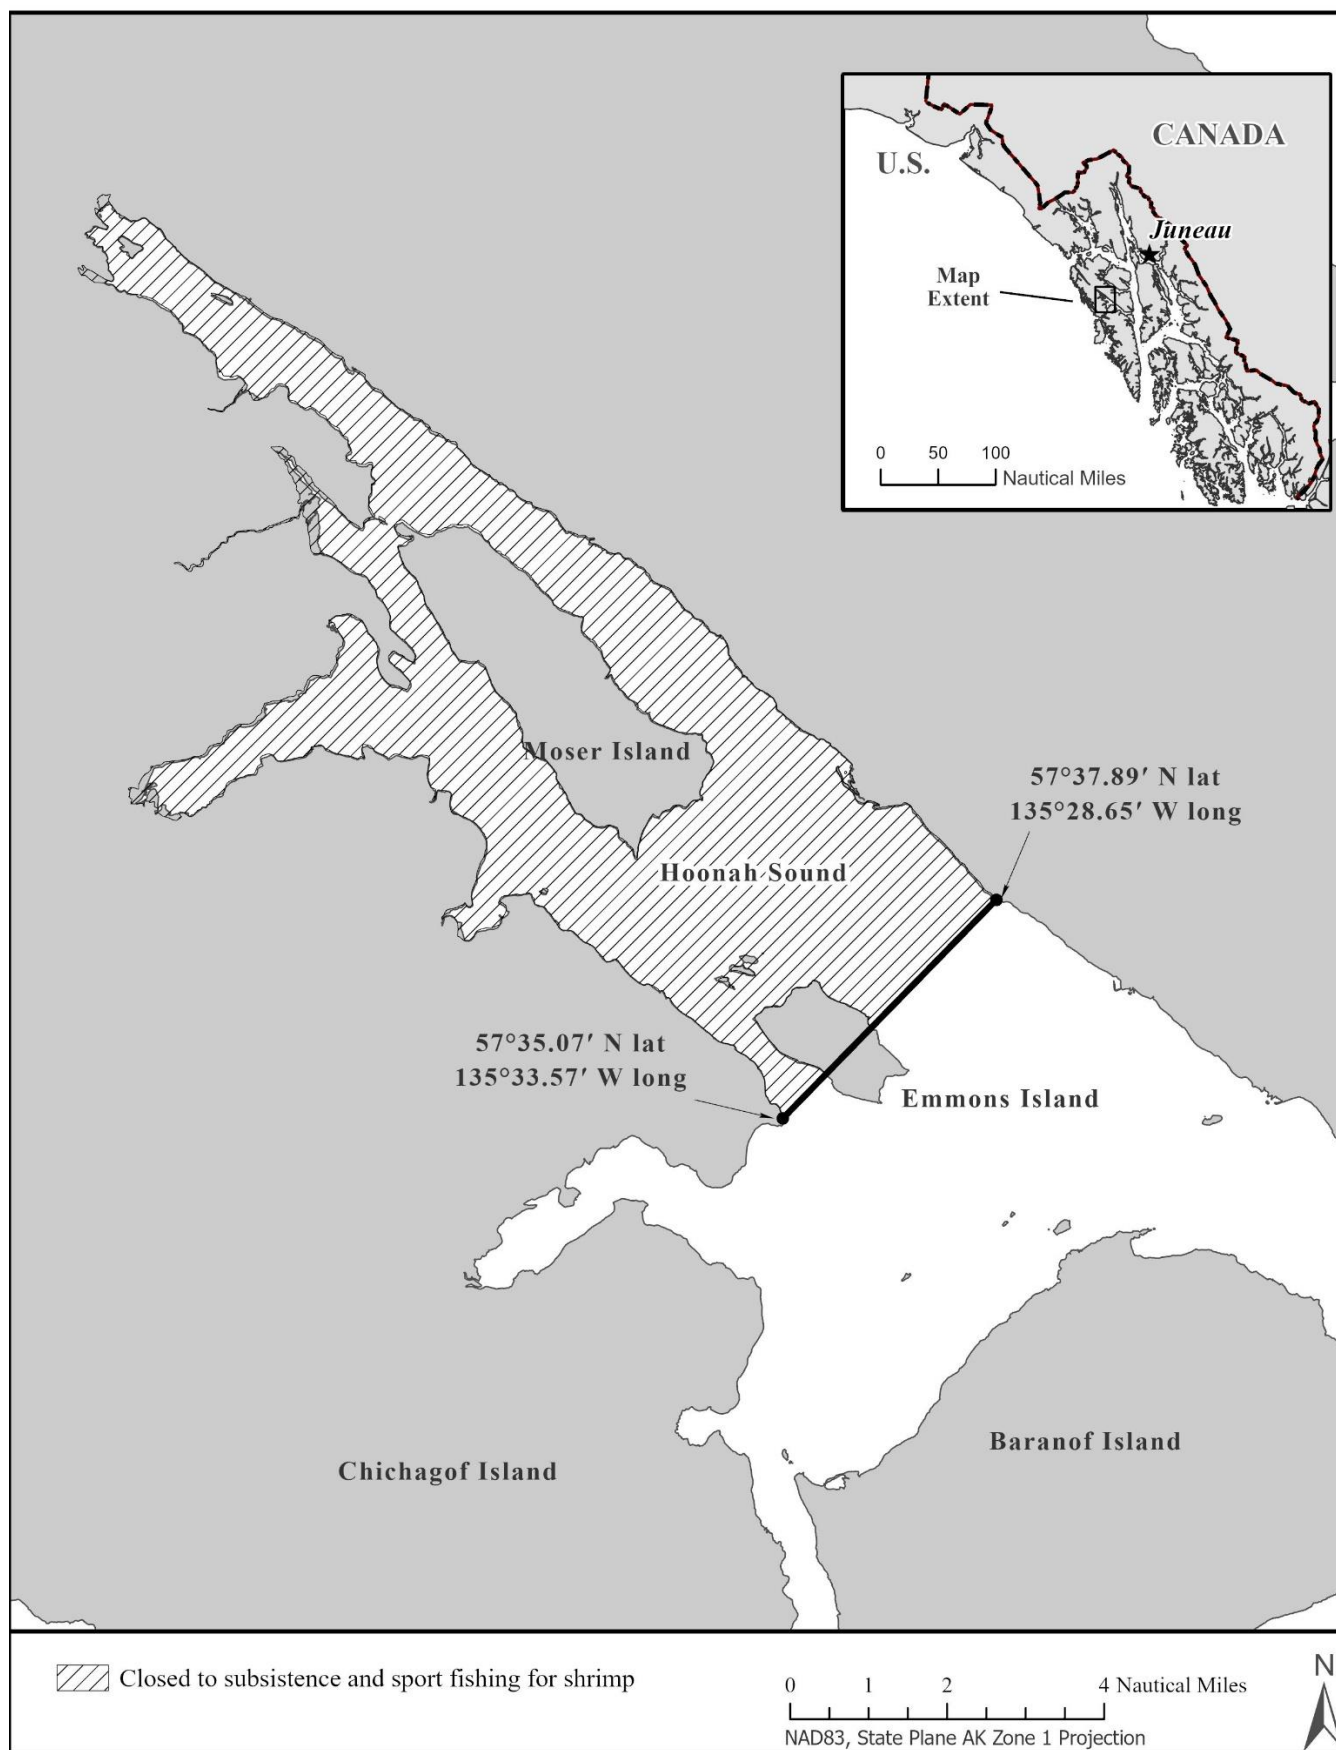 CANADA
U.S.
Juneau
Map
Extent
0 50 100
Nautical Miles
Moser Island
57°37.89′ N lat
135°28.65′ W long
Hoonah Sound
57°35.07′ N lat
135°33.57′ W long
Emmons Island
Baranof Island
Chichagof Island
Closed to subsistence and sport fishing for shrimp
0 1 2 4 Nautical Miles
NAD83, State Plane AK Zone 1 Projection
N